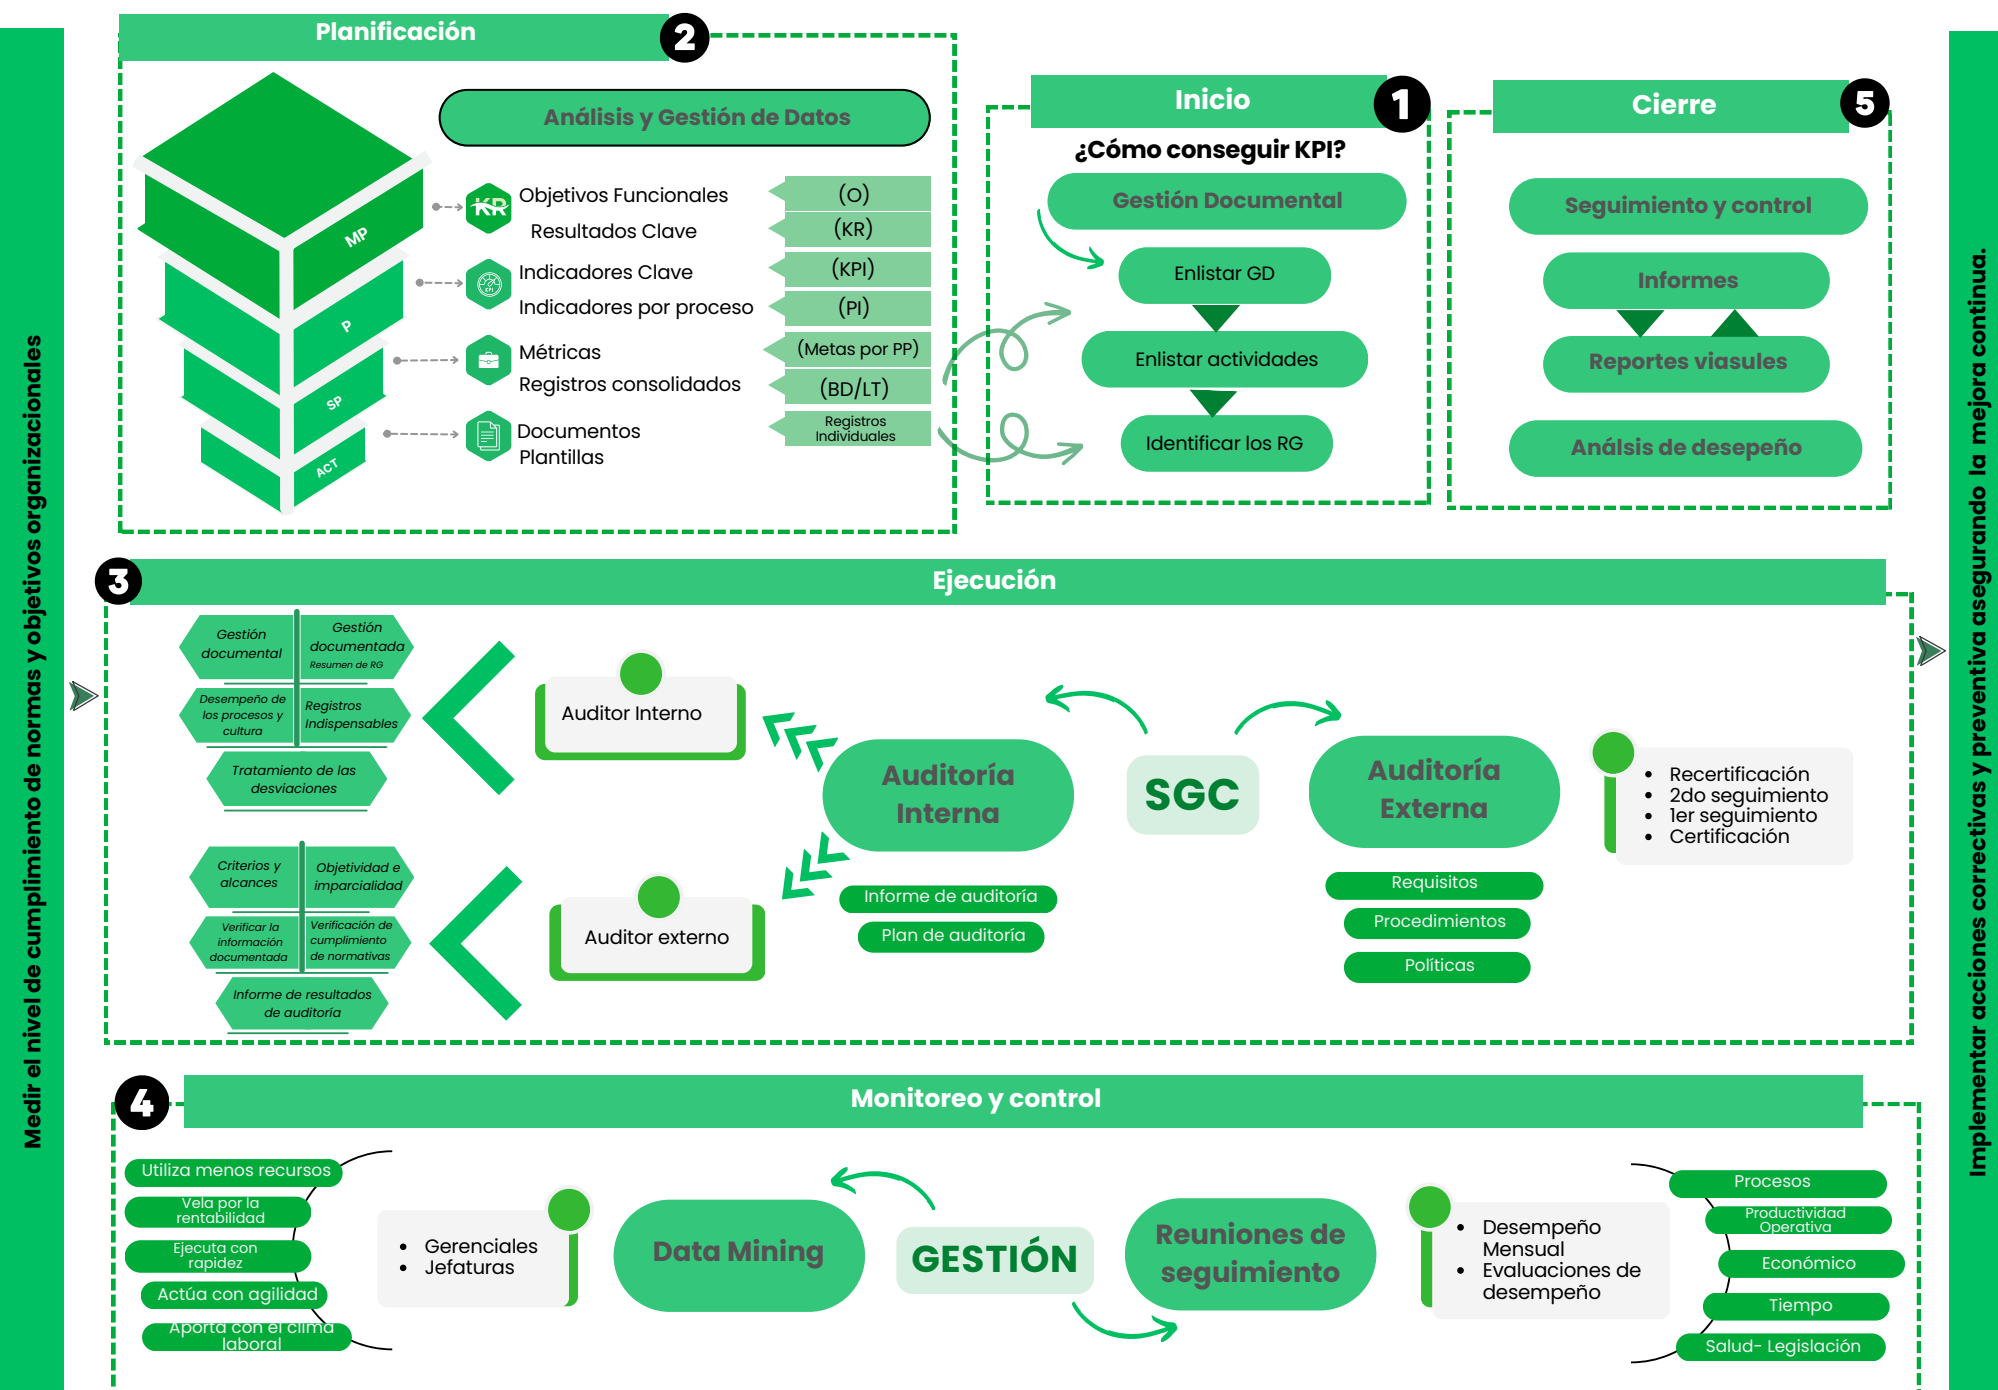 Medir el nivel de cumplimiento de normas y objetivos organizacionales
Planificación
2
Análisis y Gestión de Datos
MP
P
SP
ACT
KR
Objetivos Funcionales
Resultados Clave
KPI
Indicadores Clave
Indicadores por proceso
Métricas
Registros consolidados
Documentos
Plantillas
(O)
(KR)
(KPI)
(PI)
(Metas por PP)
(BD/LT)
Registros
Individuales
Inicio
1
¿Cómo conseguir KPI?
Gestión Documental
Enlistar GD
Enlistar actividades
Identificar los RG
Cierre
5
Seguimiento y control
Informes
Reportes viasules
Análsis de desepeño
3
Ejecución
Gestión
documental
Gestión
documentada
Resumen de RG
Desempeño de
los procesos y
cultura
Registros
Indispensables
Tratamiento de las
desviaciones
Criterios y
alcances
Objetividad e
imparcialidad
Verificar la
información
documentada
Verificación de
cumplimiento
de normativas
Informe de resultados
de auditoría
Auditor Interno
Auditor externo
Auditoría
Interna
Informe de auditoría
Plan de auditoría
SGC
Auditoría
Externa
Requisitos
Procedimientos
Políticas
• Recertificación
• 2do seguimiento
• 1er seguimiento
• Certificación
4
Monitoreo y control
Utiliza menos recursos
Vela por la
rentabilidad
Ejecuta con
rapidez
Actúa con agilidad
Aporta con el clima
laboral
• Gerenciales
• Jefaturas
Data Mining
GESTIÓN
Reuniones de
seguimiento
• Desempeño
Mensual
• Evaluaciones de
desempeño
Procesos
Productividad
Operativa
Económico
Tiempo
Salud- Legislación
Implementar acciones correctivas y preventiva asegurando la mejora continua.